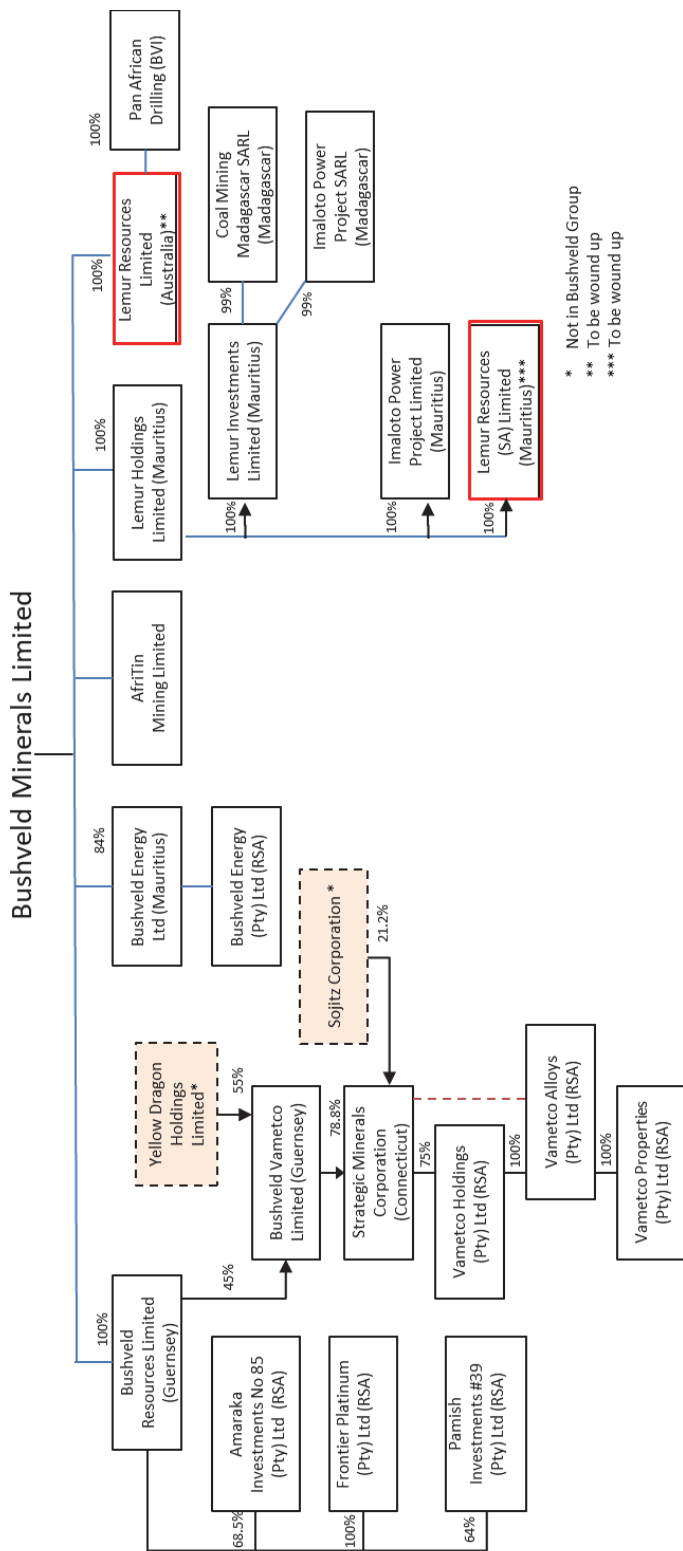 Bushveld Minerals Limited
100%
Bushveld
Resources Limited
(Guernsey)
84%
Bushveld Energy
Ltd (Mauritius)
AfriTin
Mining Limited
100%
Lemur Holdings
Limited (Mauritius)
100%
Lemur Resources
Limited
(Australia)**
100%
Pan African
Drilling (BVI)
68.5%
Amaraka
Investments No 85
(Pty) Ltd (RSA)
100%
Frontier Platinum
(Pty) Ltd (RSA)
64%
Pamish
Investments #39
(Pty) Ltd (RSA)
45%
Yellow Dragon
Holdings
Limited*
55%
Bushveld Vametco
Limited (Guernsey)
78.8%
Sojitz Corporation *
21.2%
Strategic Minerals
Corporation
(Connecticut)
75%
Vametco Holdings
(Pty) Ltd (RSA)
100%
Vametco Alloys
(Pty) Ltd (RSA)
100%
Vametco Properties
(Pty) Ltd (RSA)
Bushveld Energy
(Pty) Ltd (RSA)
100%
Lemur Investments
Limited (Mauritius)
99%
Coal Mining
Madagascar SARL
(Madagascar)
99%
Imaloto Power
Project SARL
(Madagascar)
100%
Imaloto Power
Project Limited
(Mauritius)
100%
Lemur Resources
(SA) Limited
(Mauritius)***
* Not in Bushveld Group
** To be wound up
*** To be wound up